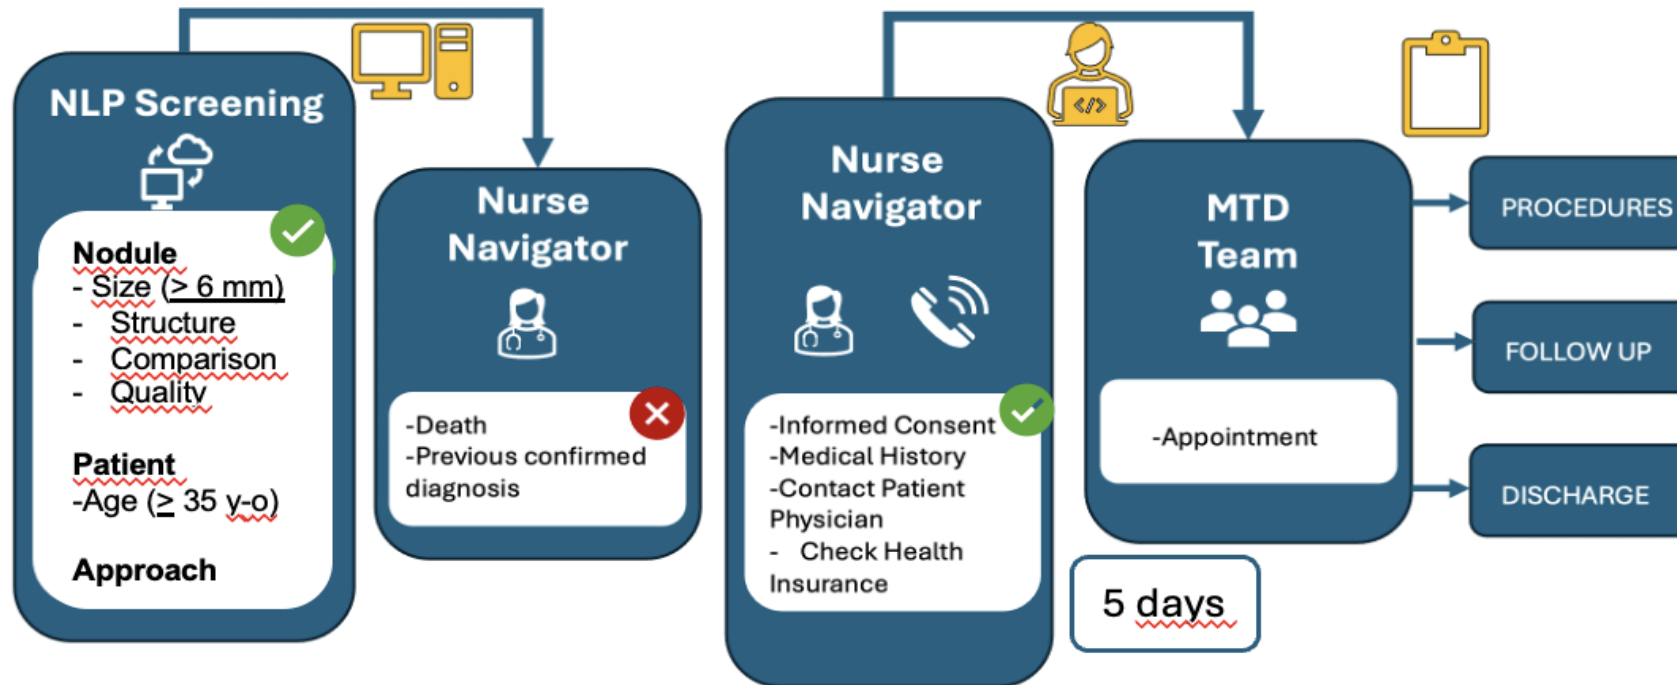 NLP Screening
Nodule
- Size (> 6 mm)
- Structure
- Comparison
- Quality
Patient
-Age (≥ 35 y-o)
Approach
Nurse
Navigator
-Death
-Previous confirmed
diagnosis
Nurse
Navigator
-Informed Consent
-Medical History
-Contact Patient
Physician
- Check Health
Insurance
</>
MTD
Team
-Appointment
5 days
PROCEDURES
FOLLOW UP
DISCHARGE